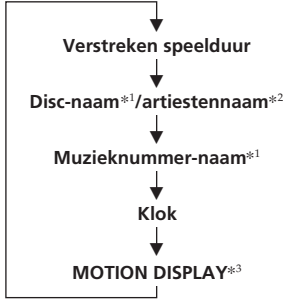 Verstreken speelduur
Disc-naam*1/artiestennaam*2
Muzieknummer-naam*1
Klok
MOTION DISPLAY*3